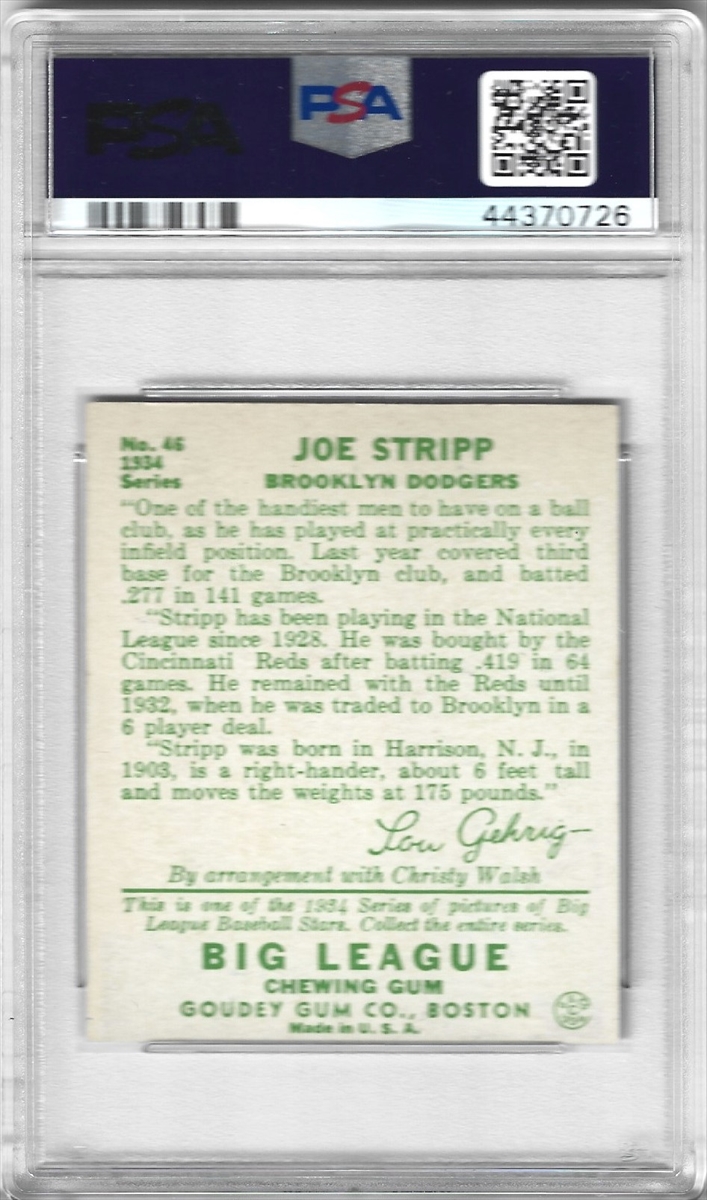 PSA
PSA
44370726
No. 46
1934
Series
JOE STRIPP
BROOKLYN DODGERS
"One of the handiest men to have on a ball
club, as he has played at practically every
infield position. Last year covered third
base for the Brooklyn club, and batted
.277 in 141 games.
"Stripp has been playing in the National
League since 1928. He was bought by the
Cincinnati Reds after batting .419 in 64
games. He remained with the Reds until
1932, when he was traded to Brooklyn in a
6 player deal.
"Stripp was born in Harrison, N. J., in
1903, is a right-hander, about 6 feet tall
and moves the weights at 175 pounds."
Lou Gehrig
By arrangement with Christy Walsh
This is one of the 1934 Series of pictures of Big
League Baseball Stars. Collect the entire series.
BIG LEAGUE
CHEWING GUM
GOUDEY GUM CO., BOSTON
Made in U. S. A.